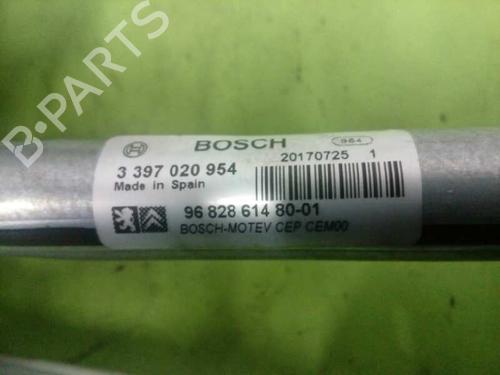 B-PARTS
BOSCH
964
3 397 020 954
Made in Spain
20170725 1
96 828 614 80-01
BOSCH-MOTEV CEP CEM00